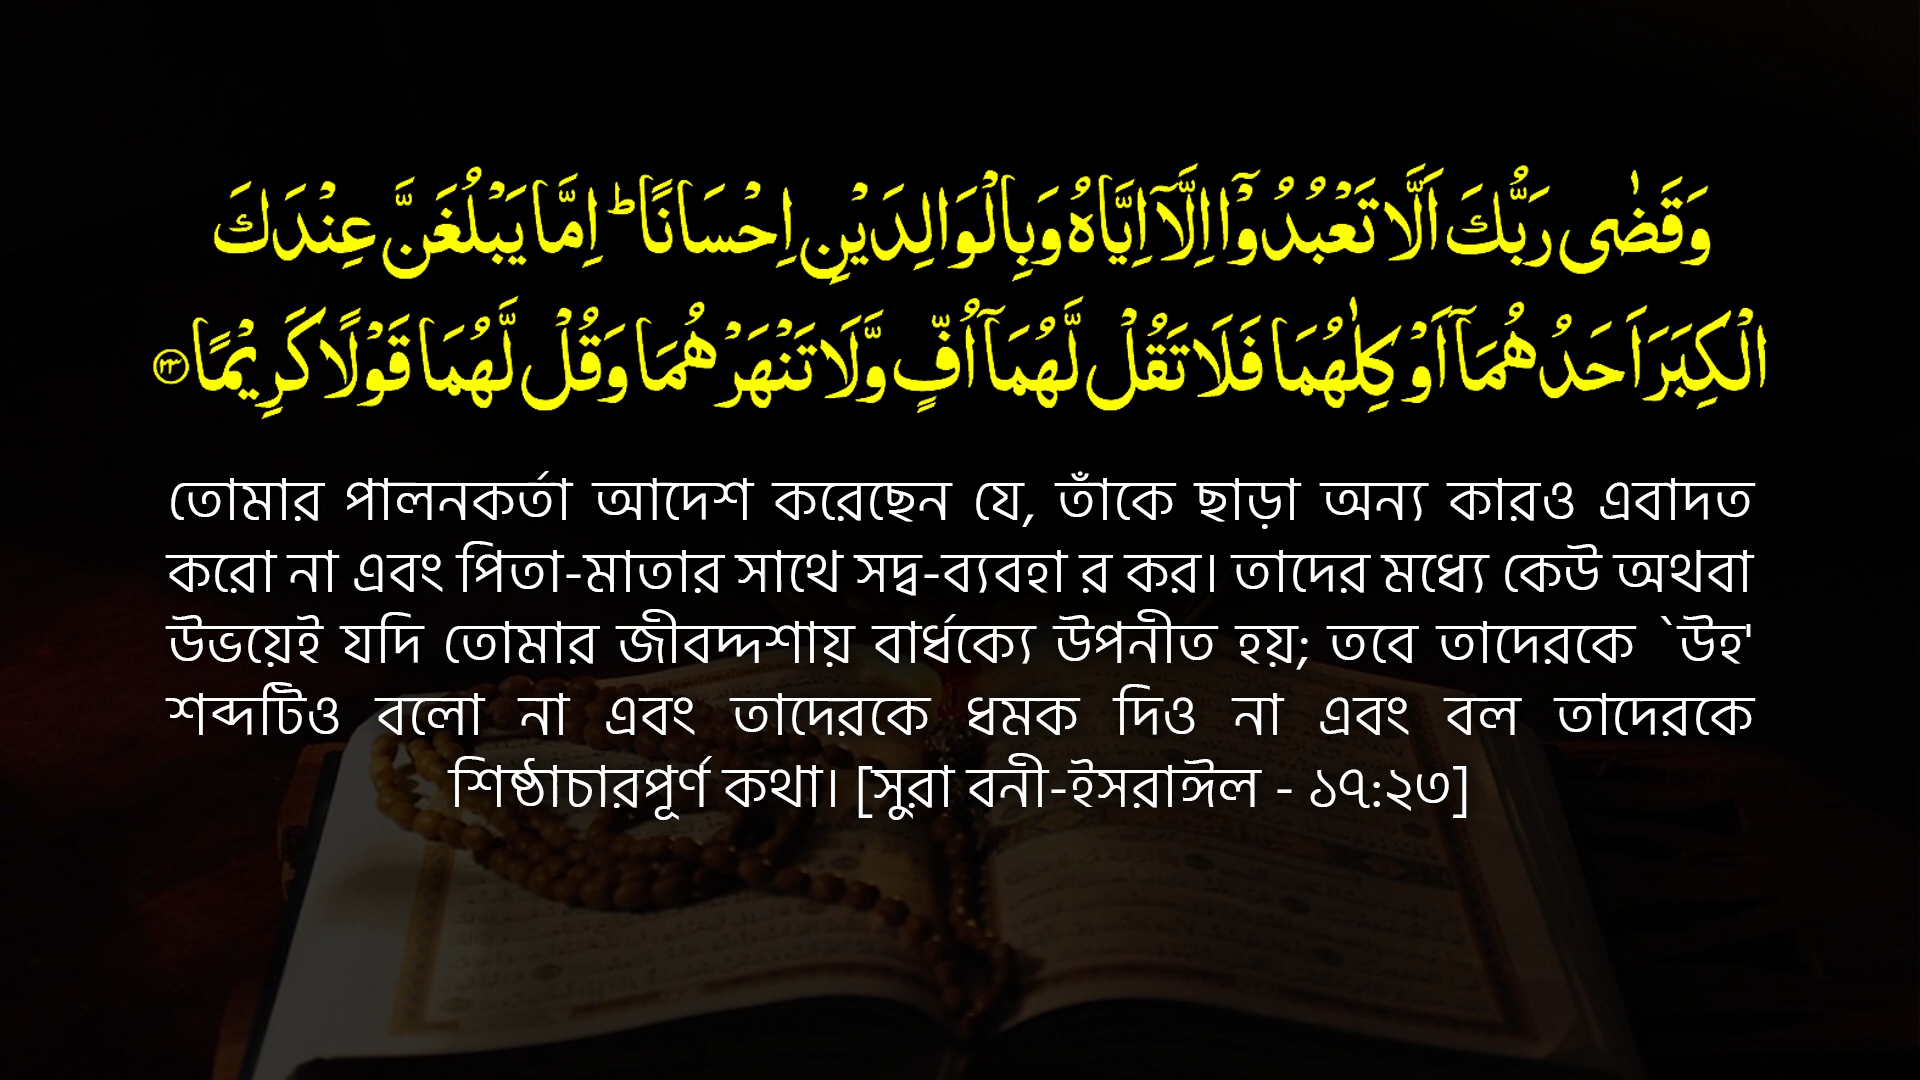 وَقَضٰى رَبُّكَ اَلَّا تَعْبُدُوْٓا اِلَّآ اِيَّاهُ وَبِالْوَالِدَيْنِ اِحْسَانًا ۭ اِمَّا يَبْلُغَنَّ عِنْدَكَ
الْكِبَرَ اَحَدُهُمَآ اَوْ كِلٰهُمَا فَلَا تَقُلْ لَّهُمَآ اُفٍّ وَّلَا تَنْهَرْهُمَا وَقُلْ لَّهُمَا قَوْلًا كَرِيْمًا ۲۳
তোমার পালনকর্তা আদেশ করেছেন যে, তাঁকে ছাড়া অন্য কারও এবাদত
করো না এবং পিতা-মাতার সাথে সদ্ব-ব্যবহা র কর। তাদের মধ্যে কেউ অথবা
উভয়েই যদি তোমার জীবদ্দশায় বার্ধক্যে উপনীত হয়; তবে তাদেরকে `উহ'
শব্দটিও বলো না এবং তাদেরকে ধমক দিও না এবং বল তাদেরকে
শিষ্ঠাচারপূর্ণ কথা। [সুরা বনী-ইসরাঈল - ১৭:২৩]